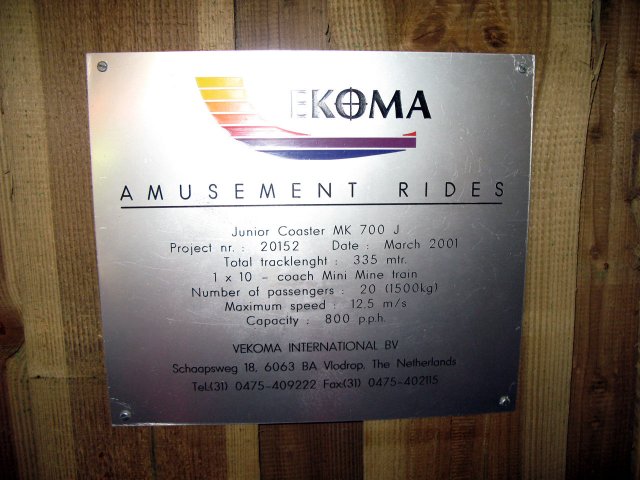 VEKOMA
AMUSEMENT RIDES
Junior Coaster MK 700 J
Project nr. : 20152 Date : March 2001
Total tracklenght : 335 mtr.
1 x 10 - coach Mini Mine train
Number of passengers : 20 (1500kg)
Maximum speed : 12.5 m/s
Capacity : 800 p.p.h.
VEKOMA INTERNATIONAL BV
Schaapsweg 18, 6063 BA Vlodrop, The Netherlands
Tel.(31) 0475-409222 Fax:(31) 0475-402115